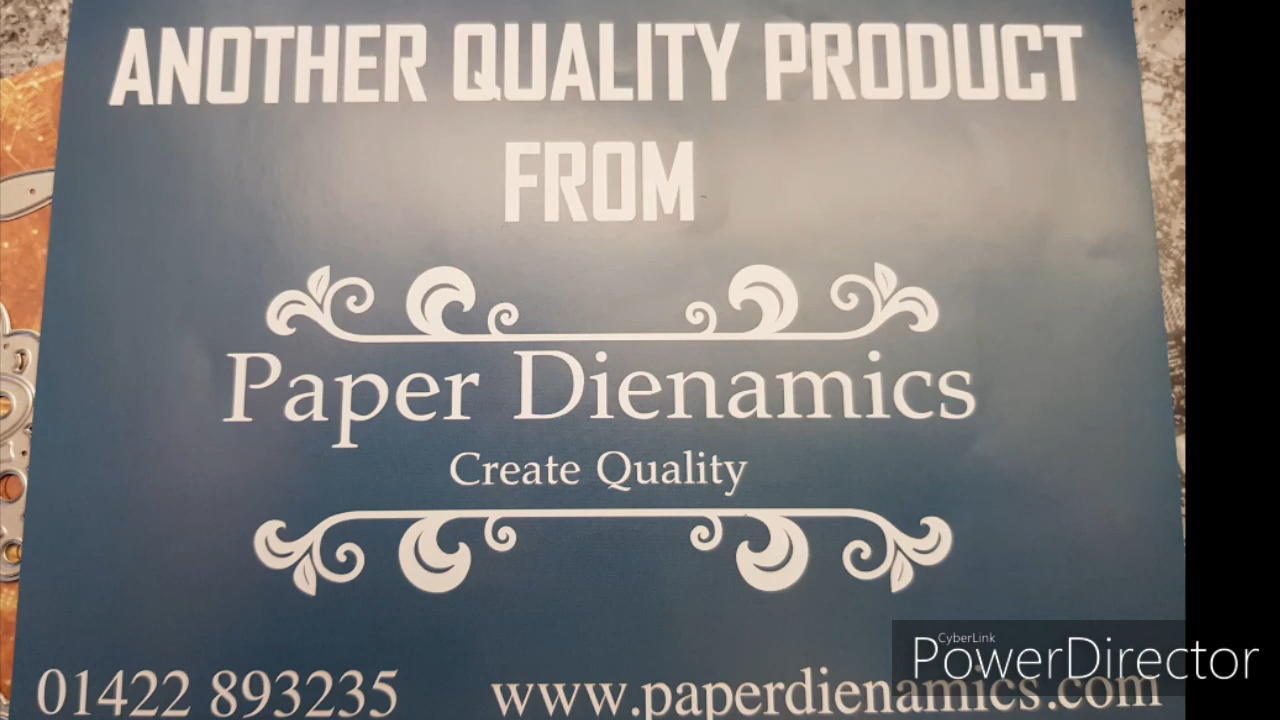 ANOTHER QUALITY PRODUCT
FROM
Paper Dienamics
Create Quality
01422 893235
www.paperdienamics.com
CyberLink
PowerDirector